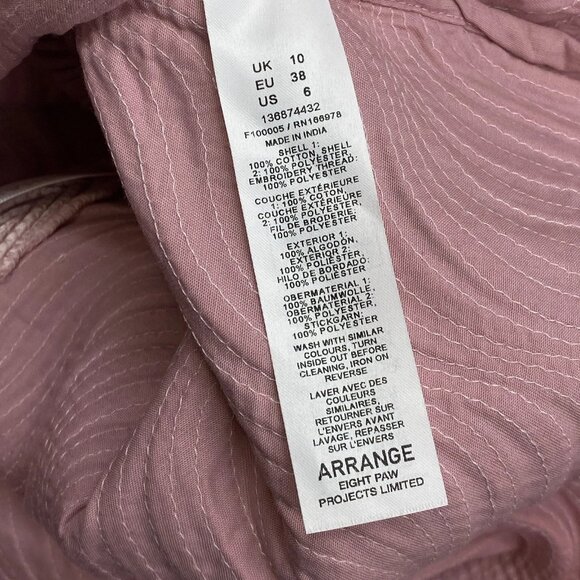 UK 10
EU 38
US 6
136874432
F100005 / RN166978
MADE IN INDIA
SHELL 1:
100% COTTON, SHELL
2: 100% POLYESTER,
EMBROIDERY THREAD:
100% POLYESTER
COUCHE EXTÉRIEURE
1: 100% COTON,
COUCHE EXTÉRIEURE
2: 100% POLYESTER,
FIL DE BRODERIE:
100% POLYESTER
EXTERIOR 1:
100% ALGODÓN,
EXTERIOR 2:
100% POLIÉSTER,
HILO DE BORDADO:
100% POLIÉSTER
OBERMATERIAL 1:
100% BAUMWOLLE,
OBERMATERIAL 2:
100% POLYESTER,
STICKGARN:
100% POLYESTER
WASH WITH SIMILAR
COLOURS, TURN
INSIDE OUT BEFORE
CLEANING, IRON ON
REVERSE
LAVER AVEC DES
COULEURS
SIMILAIRES,
RETOURNER SUR
L'ENVERS AVANT
LAVAGE, REPASSER
SUR L'ENVERS
ARRANGE
EIGHT PAW
PROJECTS LIMITED